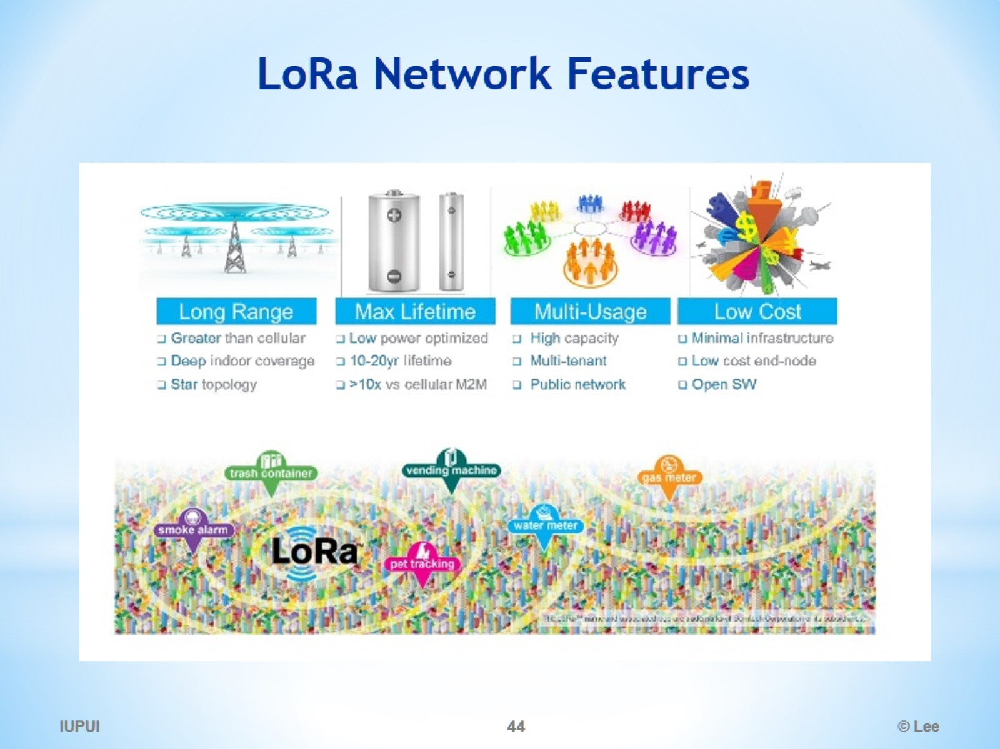 LoRa Network Features
Long Range
Greater than cellular
Deep indoor coverage
Star topology
Max Lifetime
Low power optimized
10-20yr lifetime
>10x vs cellular M2M
Multi-Usage
High capacity
Multi-tenant
Public network
Low Cost
Minimal infrastructure
Low cost end-node
Open SW
trash container
vending machine
gas meter
smoke alarm
water meter
LoRa™
pet tracking
The LoRa™ name and associated logo are trademarks of Semtech Corporation or its subsidiaries.
IUPUI
44
© Lee